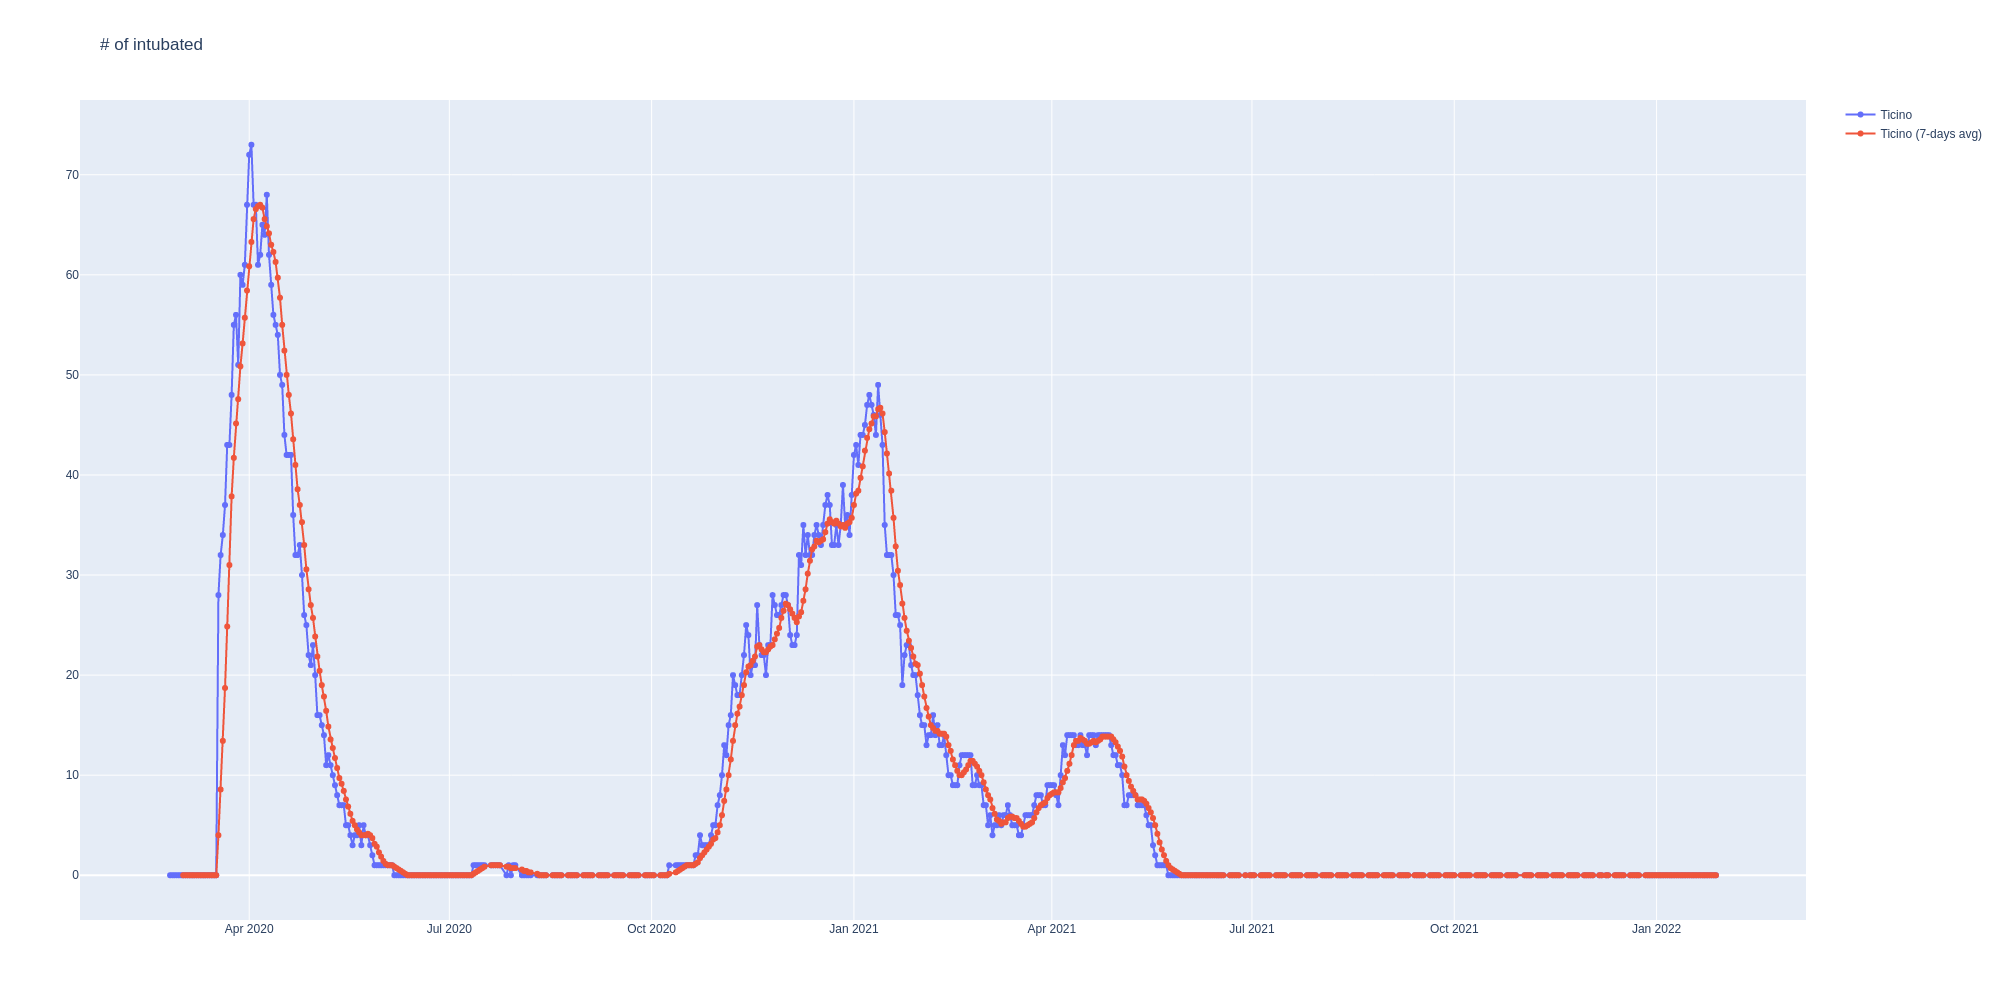 # of intubated
Ticino
Ticino (7-days avg)
70
60
50
40
30
20
10
0
Apr 2020
Jul 2020
Oct 2020
Jan 2021
Apr 2021
Jul 2021
Oct 2021
Jan 2022